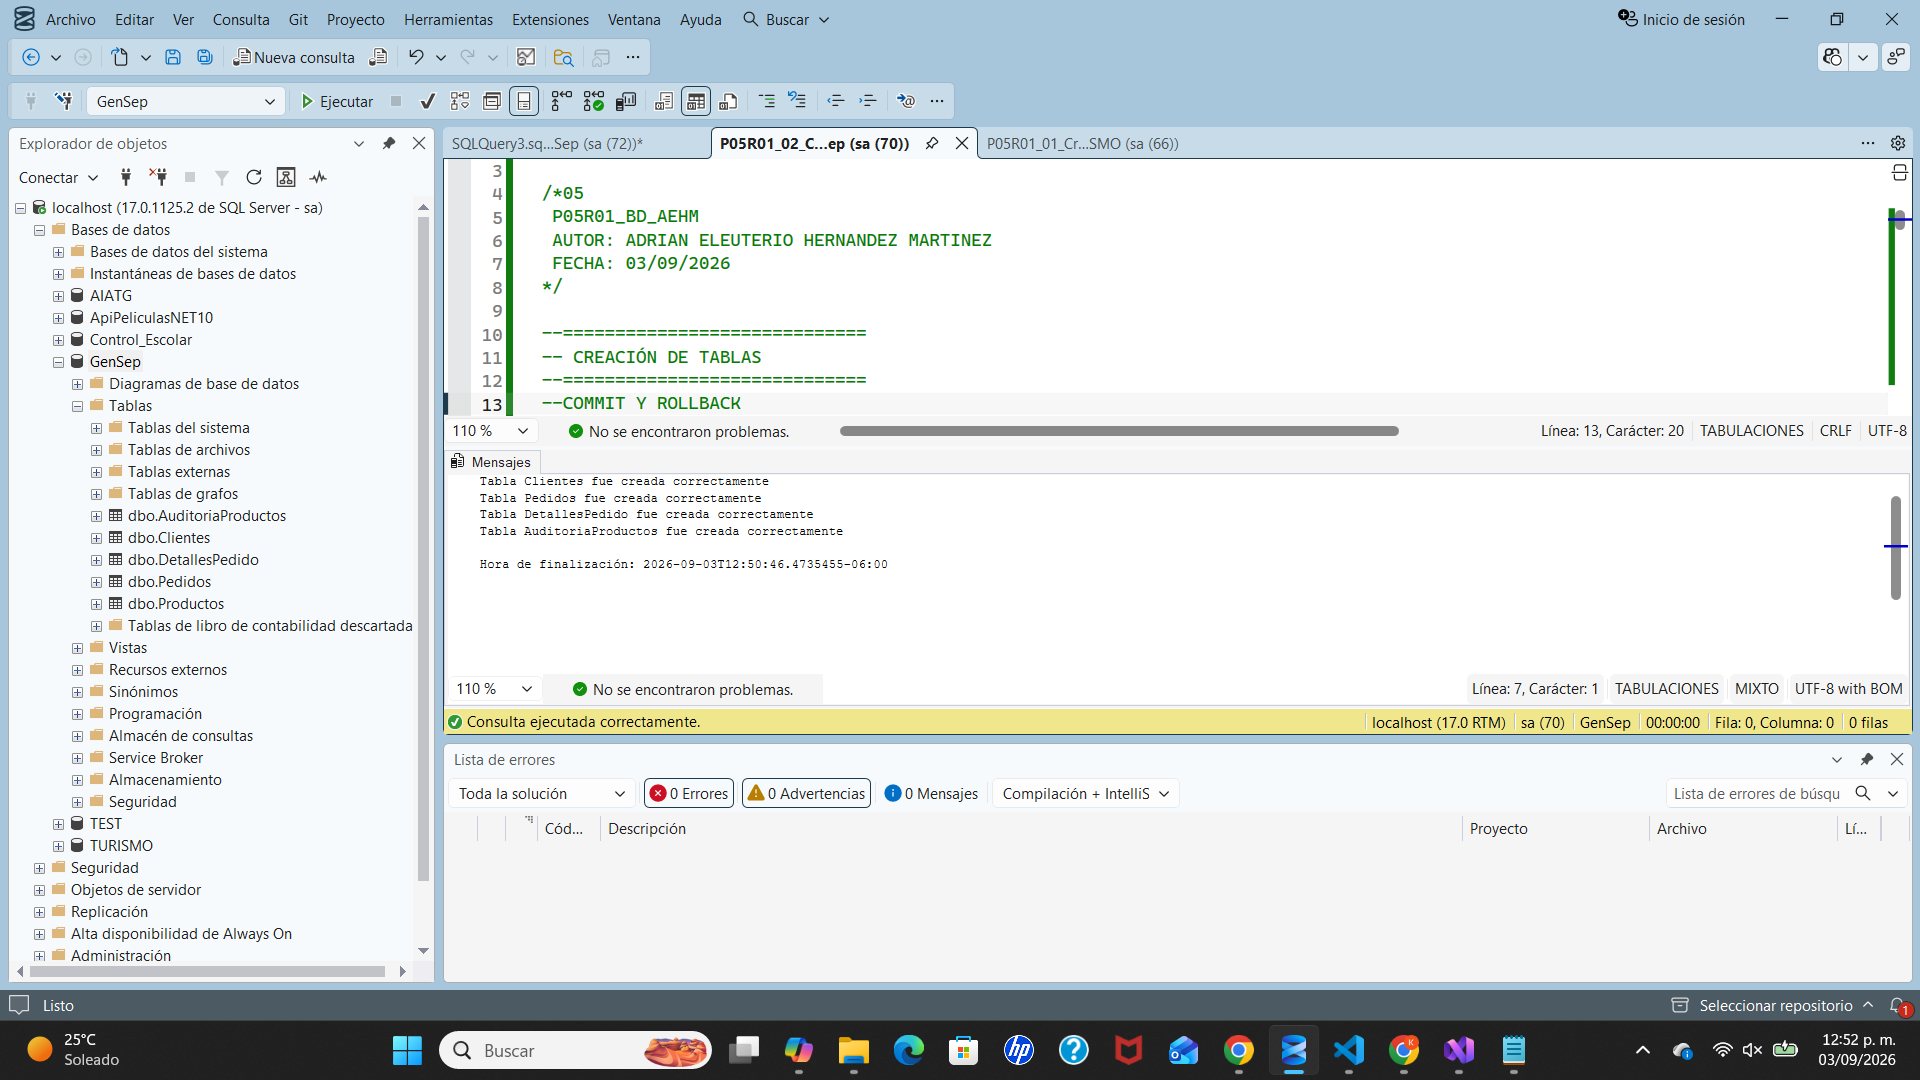 Archivo Editar Ver Consulta Git Proyecto Herramientas Extensiones Ventana Ayuda Buscar Inicio de sesión
Nueva consulta
GenSep Ejecutar
Explorador de objetos
Conectar
localhost (17.0.1125.2 de SQL Server - sa)
Bases de datos
Bases de datos del sistema
Instantáneas de bases de datos
AIATG
ApiPeliculasNET10
Control_Escolar
GenSep
Diagramas de base de datos
Tablas
Tablas del sistema
Tablas de archivos
Tablas externas
Tablas de grafos
dbo.AuditoriaProductos
dbo.Clientes
dbo.DetallesPedido
dbo.Pedidos
dbo.Productos
Tablas de libro de contabilidad descartada
Vistas
Recursos externos
Sinónimos
Programación
Almacén de consultas
Service Broker
Almacenamiento
Seguridad
TEST
TURISMO
Seguridad
Objetos de servidor
Replicación
Alta disponibilidad de Always On
Administración
SQLQuery3.sq...Sep (sa (72))* P05R01_02_C...ep (sa (70)) P05R01_01_Cr...SMO (sa (66))
3
4 /*05
5 P05R01_BD_AEHM
6 AUTOR: ADRIAN ELEUTERIO HERNANDEZ MARTINEZ
7 FECHA: 03/09/2026
8 */
9
10 --=============================
11 -- CREACIÓN DE TABLAS
12 --=============================
13 --COMMIT Y ROLLBACK
110 % No se encontraron problemas. Línea: 13, Carácter: 20 TABULACIONES CRLF UTF-8
Mensajes
Tabla Clientes fue creada correctamente
Tabla Pedidos fue creada correctamente
Tabla DetallesPedido fue creada correctamente
Tabla AuditoriaProductos fue creada correctamente
Hora de finalización: 2026-09-03T12:50:46.4735455-06:00
110 % No se encontraron problemas. Línea: 7, Carácter: 1 TABULACIONES MIXTO UTF-8 with BOM
Consulta ejecutada correctamente. localhost (17.0 RTM) sa (70) GenSep 00:00:00 Fila: 0, Columna: 0 0 filas
Lista de errores
Toda la solución 0 Errores 0 Advertencias 0 Mensajes Compilación + IntelliS Lista de errores de búsqu
Cód... Descripción Proyecto Archivo Lí...
Listo Seleccionar repositorio 1
25°C
Soleado
Buscar
12:52 p. m.
03/09/2026